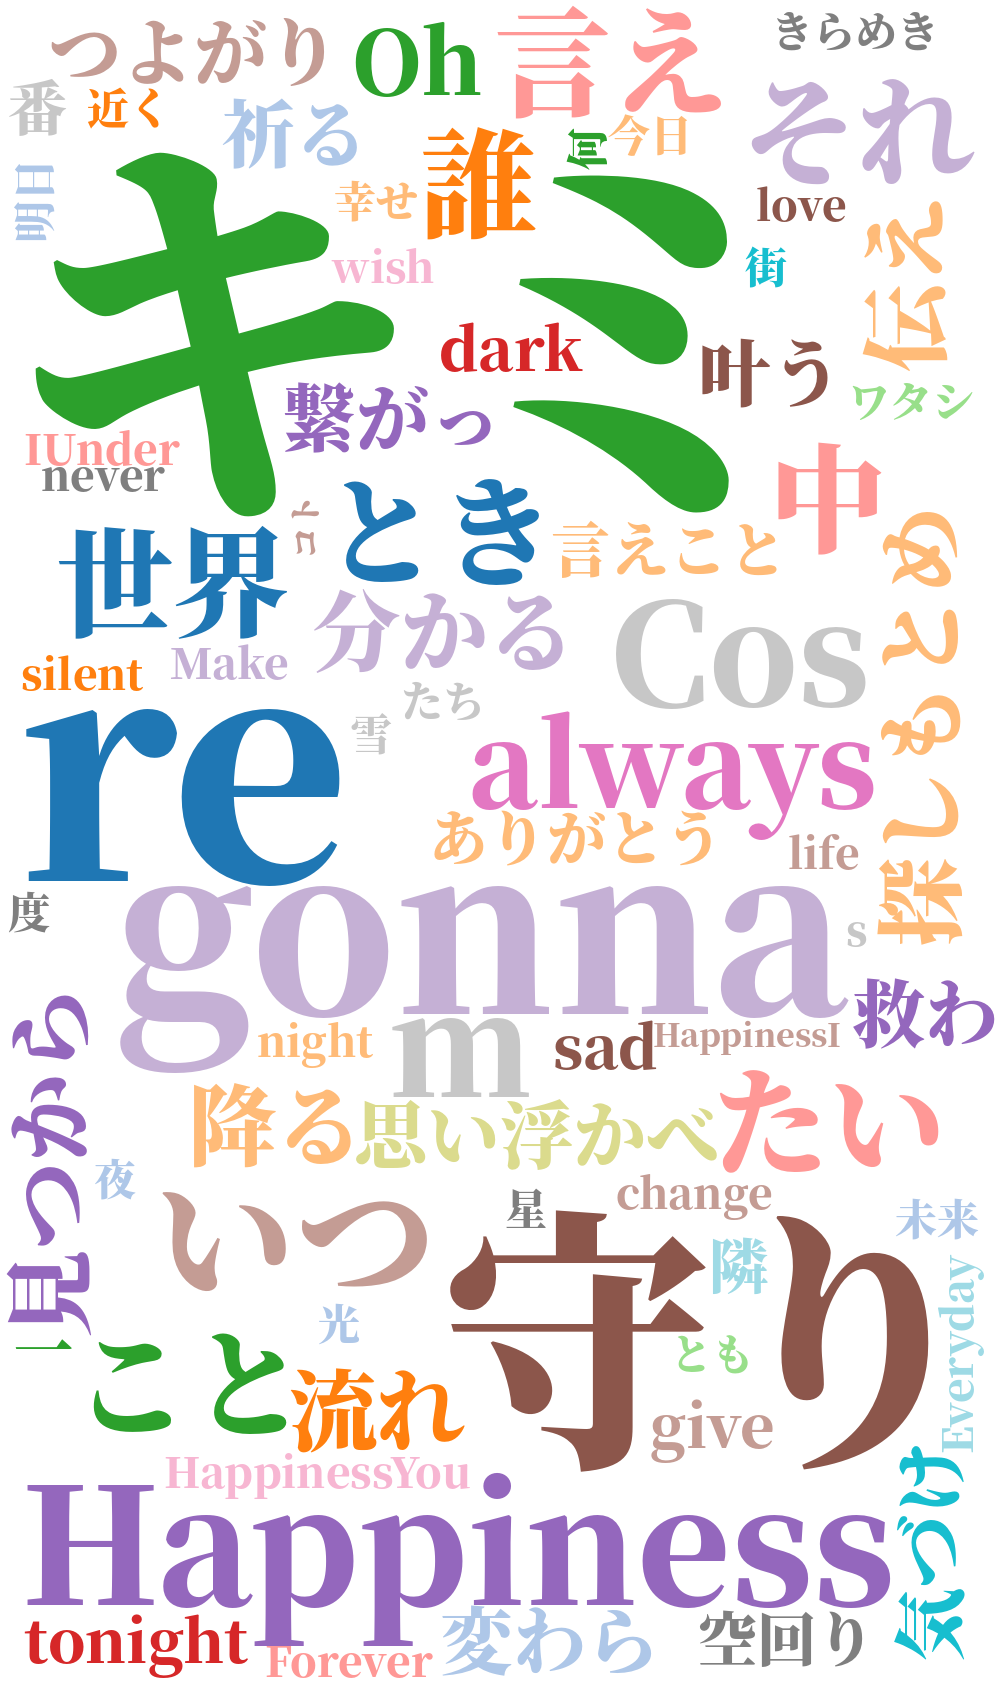 つよがり
Oh
言え
きらめき
番
近く
祈る
誰
何
今日
それ
明日
幸せ
love
キミ
wish
街
伝え
dark
叶う
繋がっ
ワタシ
IUnder
never
中
とき
世界
言えこと
探しもとめ
分かる
Cos
silent
Make
たち
雪
re
always
ありがとう
life
度
gonna
s
救わ
night
m
sad
HappinessI
見つから
降る
思い浮かべ
たい
夜
いつ
星
change
守り
未来
隣
光
Everyday
一
こと
流れ
とも
give
HappinessYou
気づけ
Happiness
tonight
Forever
変わら
空回り